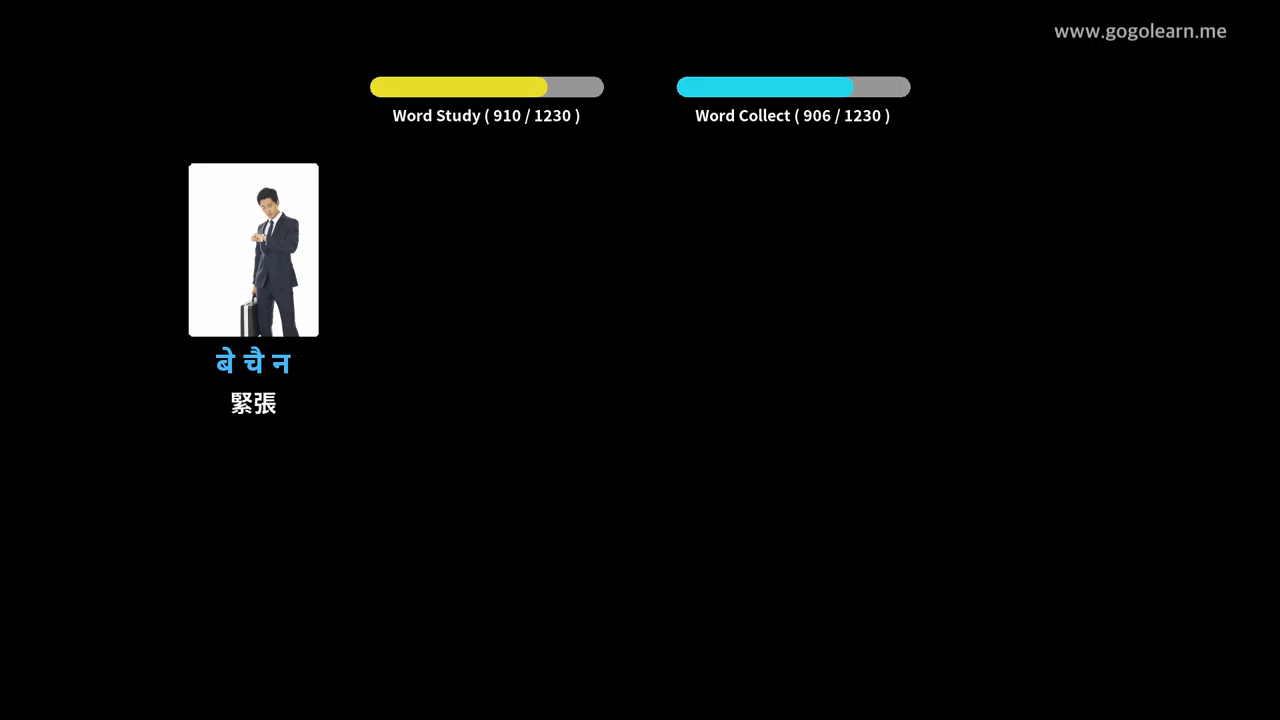 www.gogolearn.me
Word Study ( 910 / 1230 )
Word Collect ( 906 / 1230 )
बे चै न
緊張